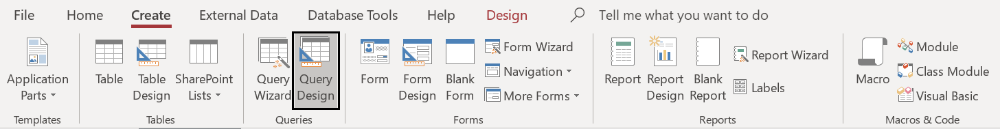 File Home Create External Data Database Tools Help Design Tell me what you want to do
Application Parts
Templates
Table
Table Design
SharePoint Lists
Tables
Query Wizard
Query Design
Queries
Form
Form Design
Blank Form
Form Wizard
Navigation
More Forms
Forms
Report
Report Design
Blank Report
Report Wizard
Labels
Reports
Macro
Module
Class Module
Visual Basic
Macros & Code